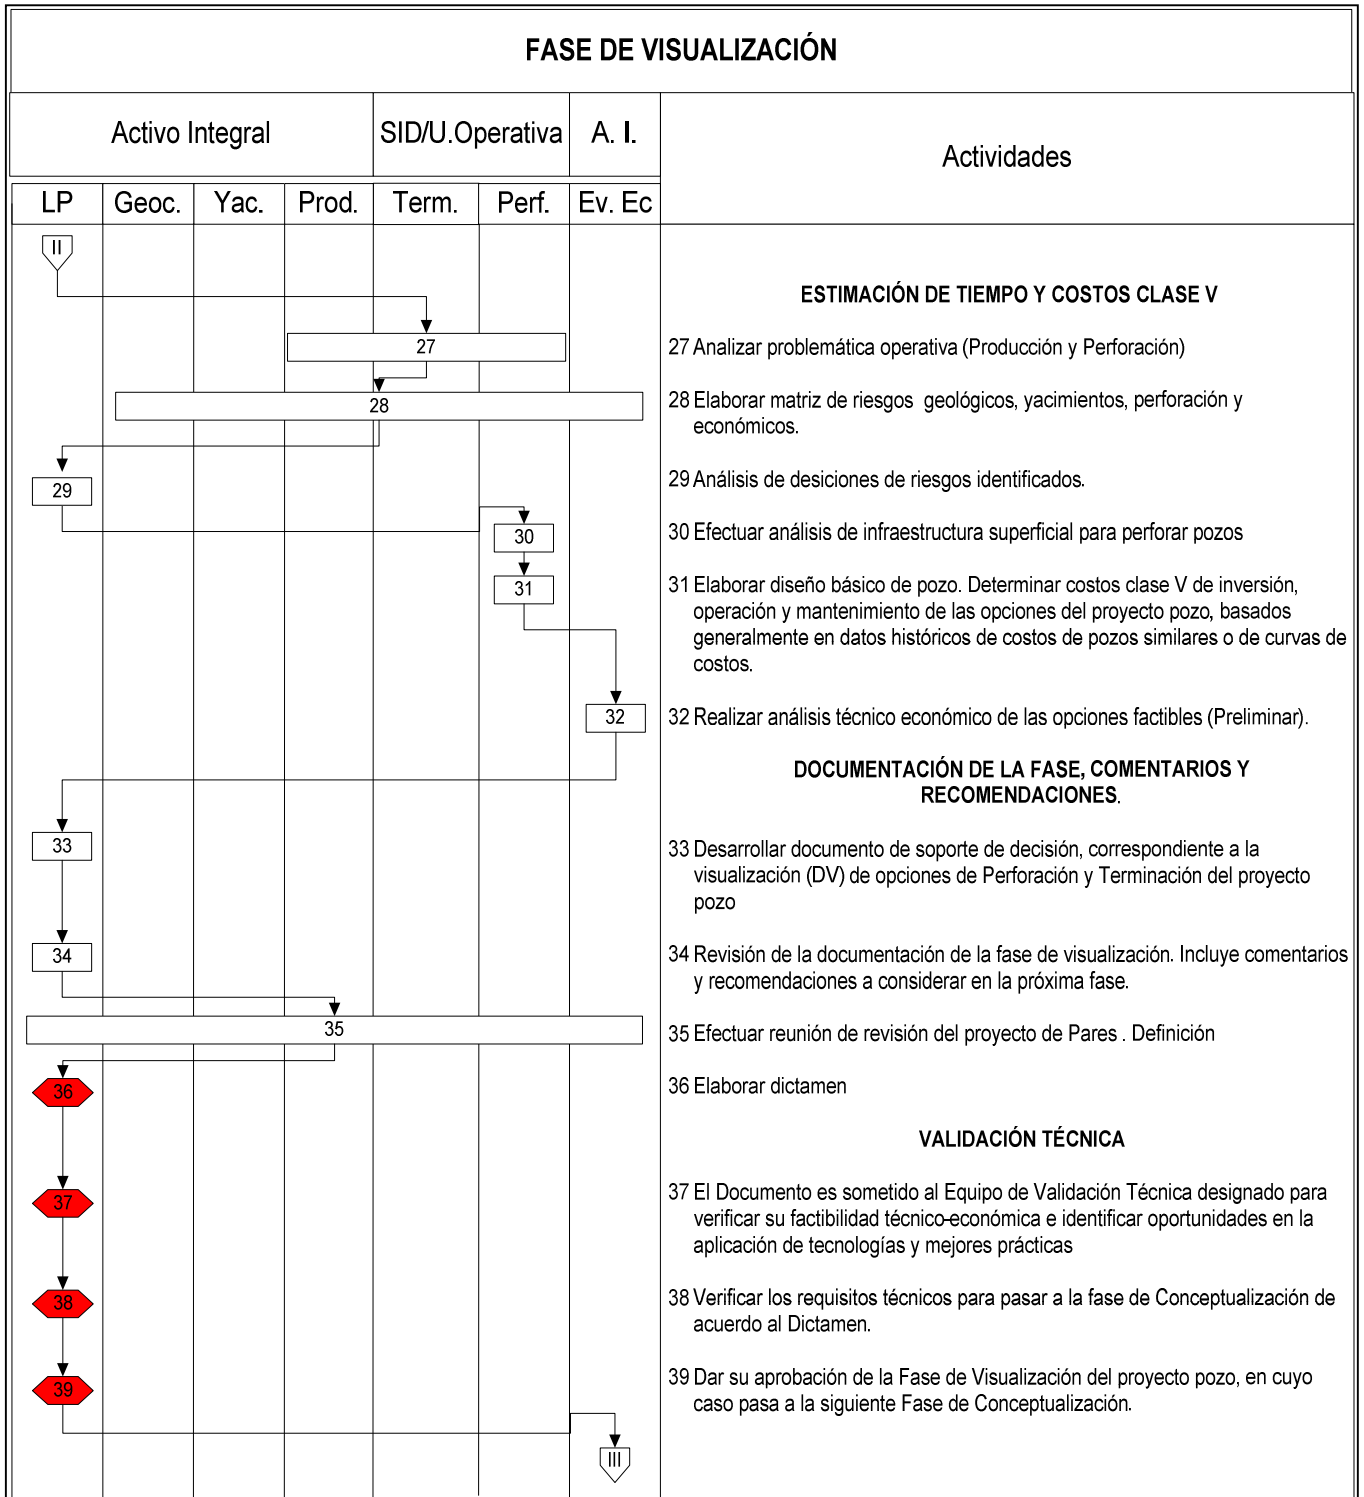 FASE DE VISUALIZACIÓN
Activo Integral
SID/U.Operativa
A. I.
Actividades
LP
Geoc.
Yac.
Prod.
Term.
Perf.
Ev. Ec
II
ESTIMACIÓN DE TIEMPO Y COSTOS CLASE V
27
27 Analizar problemática operativa (Producción y Perforación)
28
28 Elaborar matriz de riesgos geológicos, yacimientos, perforación y
económicos.
29
29 Análisis de desiciones de riesgos identificados.
30
30 Efectuar análisis de infraestructura superficial para perforar pozos
31
31 Elaborar diseño básico de pozo. Determinar costos clase V de inversión,
operación y mantenimiento de las opciones del proyecto pozo, basados
generalmente en datos históricos de costos de pozos similares o de curvas de
costos.
32
32 Realizar análisis técnico económico de las opciones factibles (Preliminar).
DOCUMENTACIÓN DE LA FASE, COMENTARIOS Y
RECOMENDACIONES.
33
33 Desarrollar documento de soporte de decisión, correspondiente a la
visualización (DV) de opciones de Perforación y Terminación del proyecto
pozo
34
34 Revisión de la documentación de la fase de visualización. Incluye comentarios
y recomendaciones a considerar en la próxima fase.
35
35 Efectuar reunión de revisión del proyecto de Pares . Definición
36
36 Elaborar dictamen
VALIDACIÓN TÉCNICA
37
37 El Documento es sometido al Equipo de Validación Técnica designado para
verificar su factibilidad técnico-económica e identificar oportunidades en la
aplicación de tecnologías y mejores prácticas
38
38 Verificar los requisitos técnicos para pasar a la fase de Conceptualización de
acuerdo al Dictamen.
39
39 Dar su aprobación de la Fase de Visualización del proyecto pozo, en cuyo
caso pasa a la siguiente Fase de Conceptualización.
III